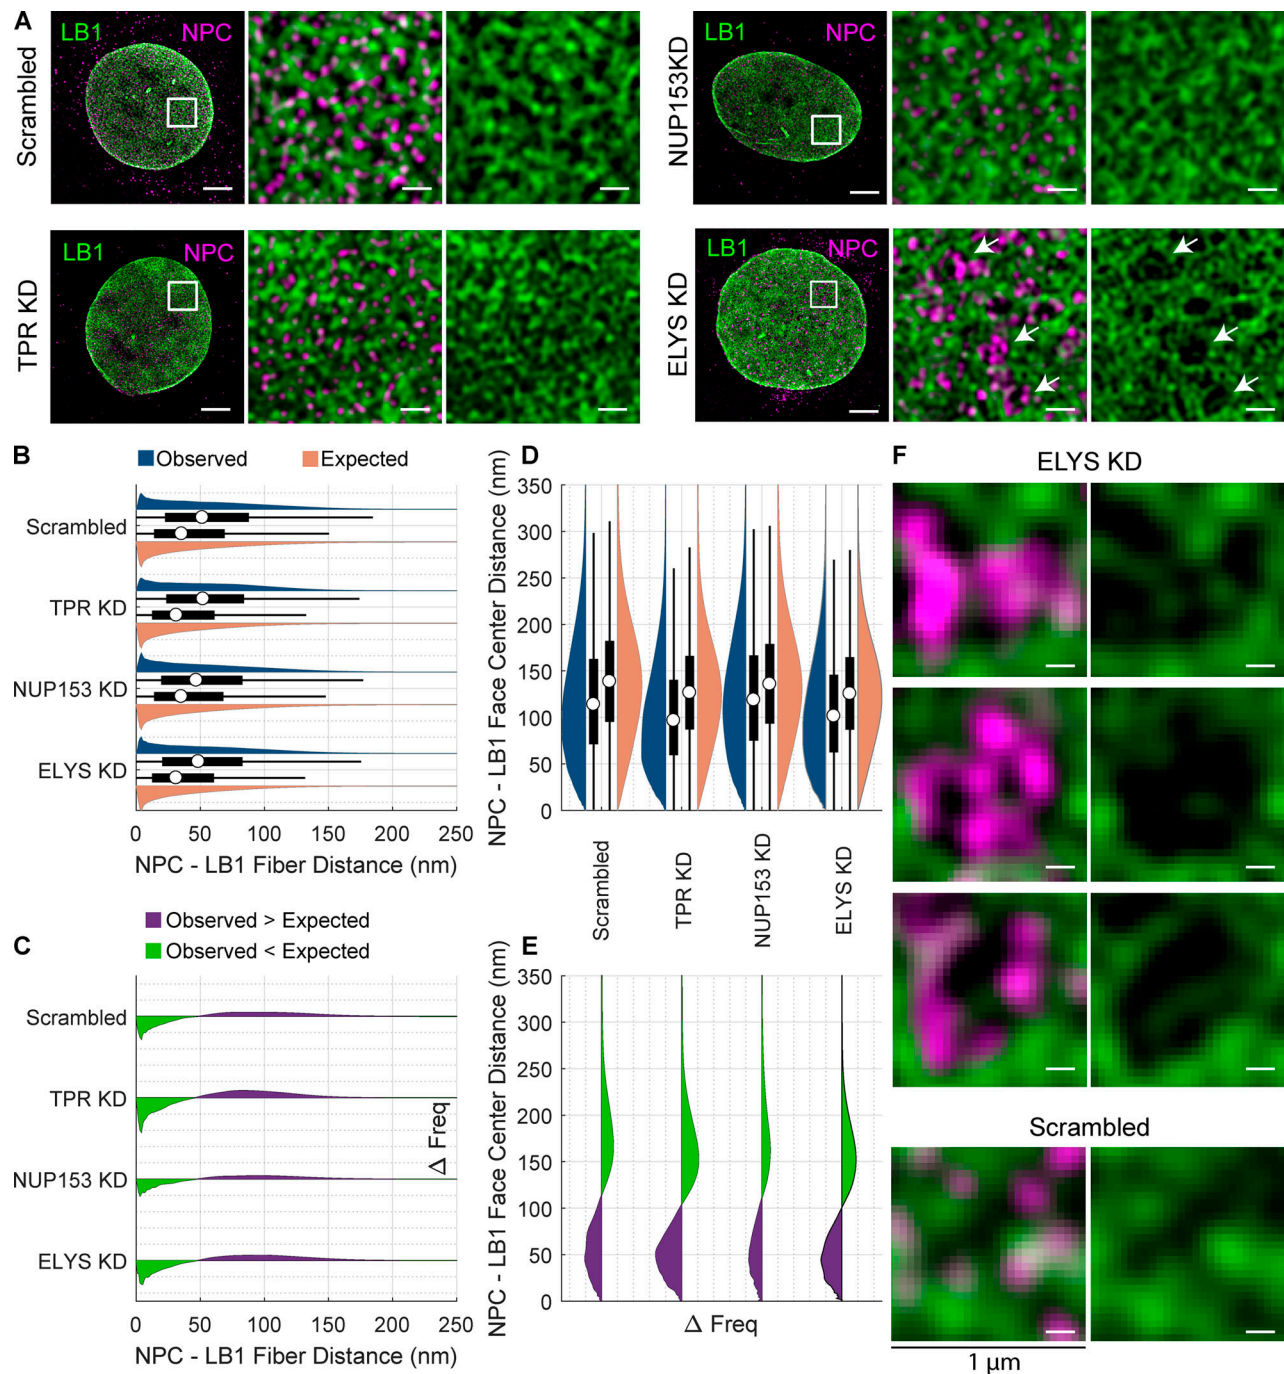 A
LB1 NPC
Scrambled
LB1 NPC
NUP153KD
LB1 NPC
TPR KD
LB1 NPC
ELYS KD
B
Observed Expected
Scrambled
TPR KD
NUP153 KD
ELYS KD
0 50 100 150 200 250
NPC - LB1 Fiber Distance (nm)
C
Observed > Expected
Observed < Expected
Scrambled
TPR KD
NUP153 KD
ELYS KD
Δ Freq
0 50 100 150 200 250
NPC - LB1 Fiber Distance (nm)
D
NPC - LB1 Face Center Distance (nm)
350
300
250
200
150
100
50
0
Scrambled
TPR KD
NUP153 KD
ELYS KD
E
NPC - LB1 Face Center Distance (nm)
350
300
250
200
150
100
50
0
Δ Freq
F
ELYS KD
Scrambled
1 µm